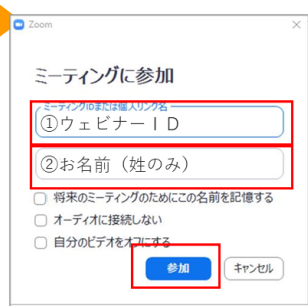 Zoom
ミーティングに参加
ミーティングIDまたは個人リンク名
①ウェビナーＩＤ
②お名前（姓のみ）
将来のミーティングのためにこの名前を記憶する
オーディオに接続しない
自分のビデオをオフにする
参加 キャンセル